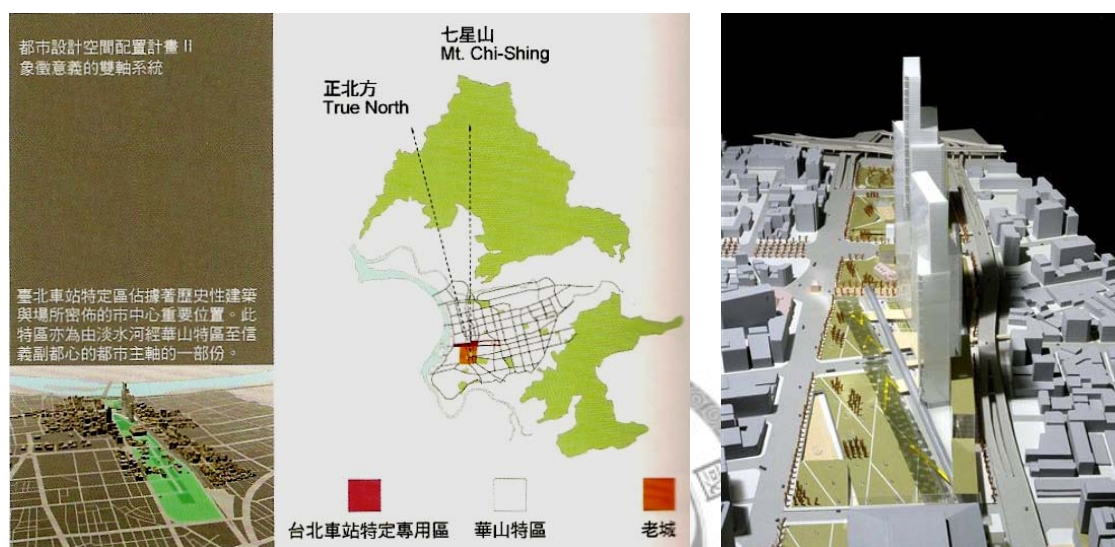 都市設計空間配置計畫 II
象徵意義的雙軸系統
臺北車站特定區佔據著歷史性建築
與場所密佈的市中心重要位置。此
特區亦為由淡水河經華山特區至信
義副都心的都市主軸的一部份。
七星山
Mt. Chi-Shing
正北方
True North
台北車站特定專用區
華山特區
老城